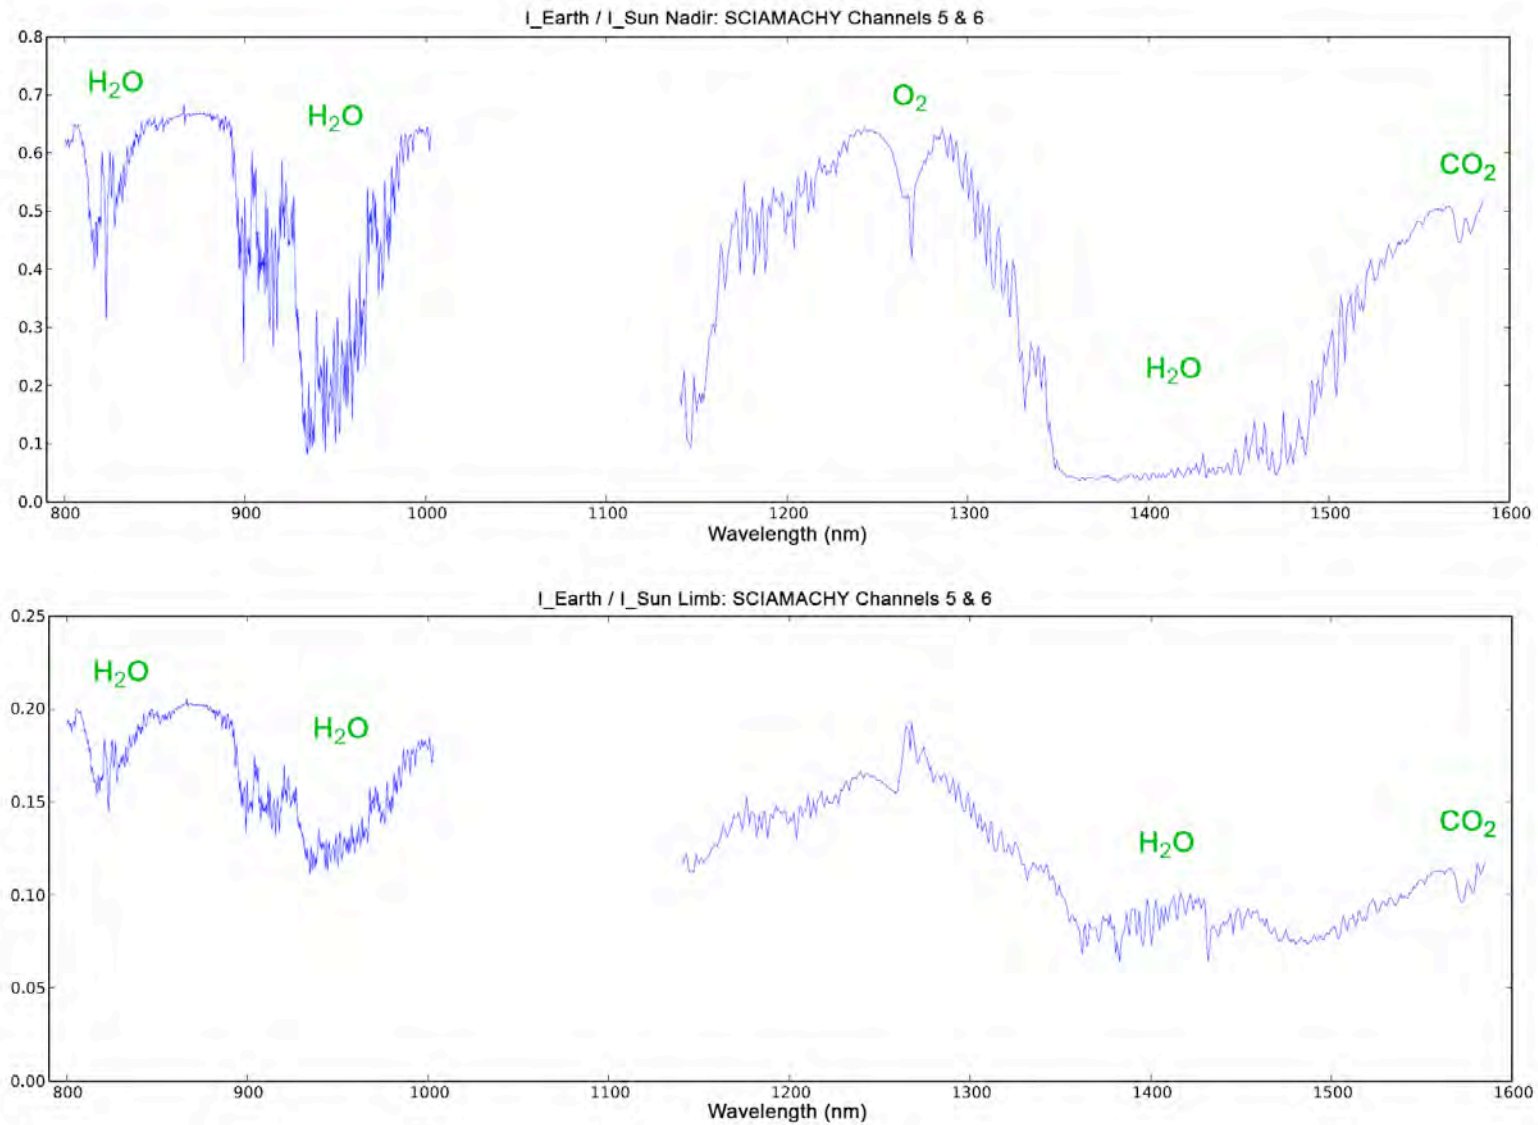 I_Earth / I_Sun Nadir: SCIAMACHY Channels 5 & 6
0.8
0.7
0.6
0.5
0.4
0.3
0.2
0.1
0.0
H₂O
H₂O
O₂
CO₂
H₂O
800 900 1000 1100 1200 1300 1400 1500 1600
Wavelength (nm)
I_Earth / I_Sun Limb: SCIAMACHY Channels 5 & 6
0.25
0.20
0.15
0.10
0.05
0.00
H₂O
H₂O
CO₂
H₂O
800 900 1000 1100 1200 1300 1400 1500 1600
Wavelength (nm)